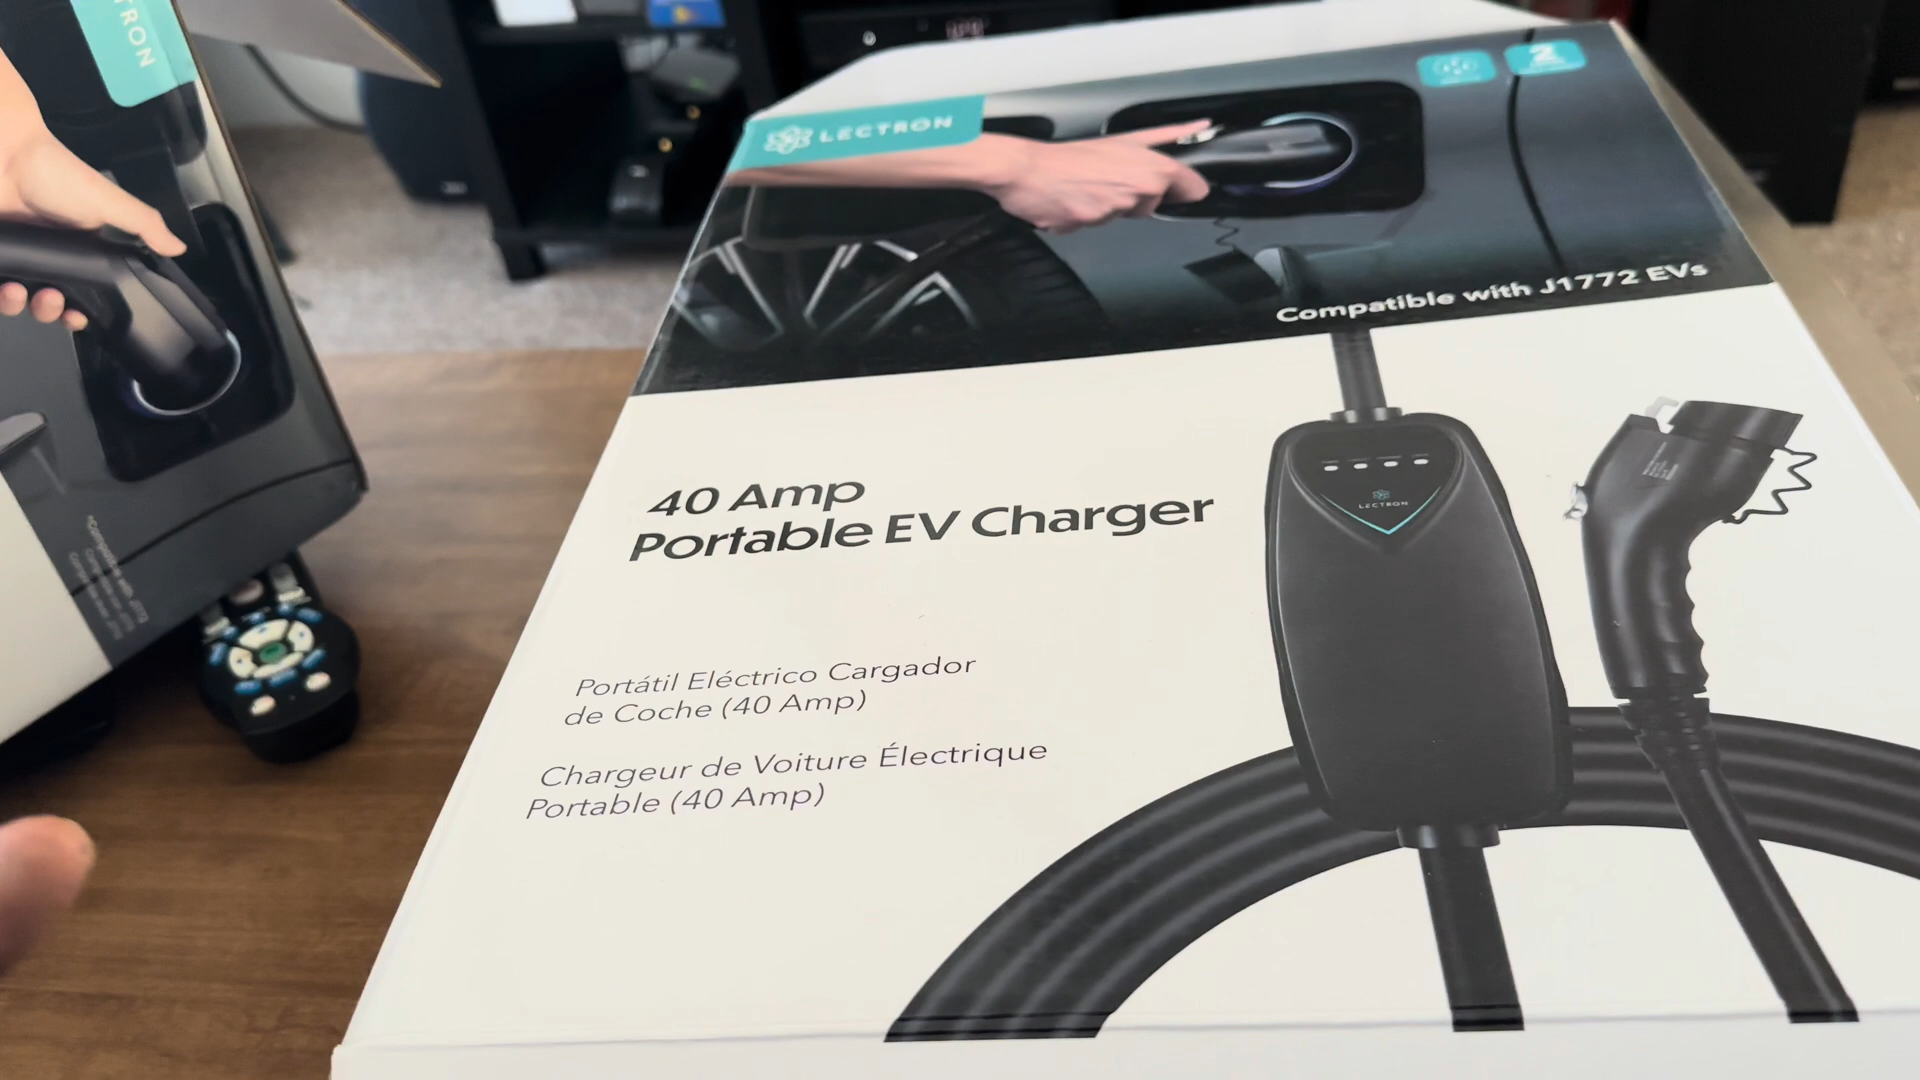 TRON
LECTRON
2
Compatible with J1772 EVs
40 Amp
Portable EV Charger
LECTRON
Portátil Eléctrico Cargador
de Coche (40 Amp)
Chargeur de Voiture Électrique
Portable (40 Amp)